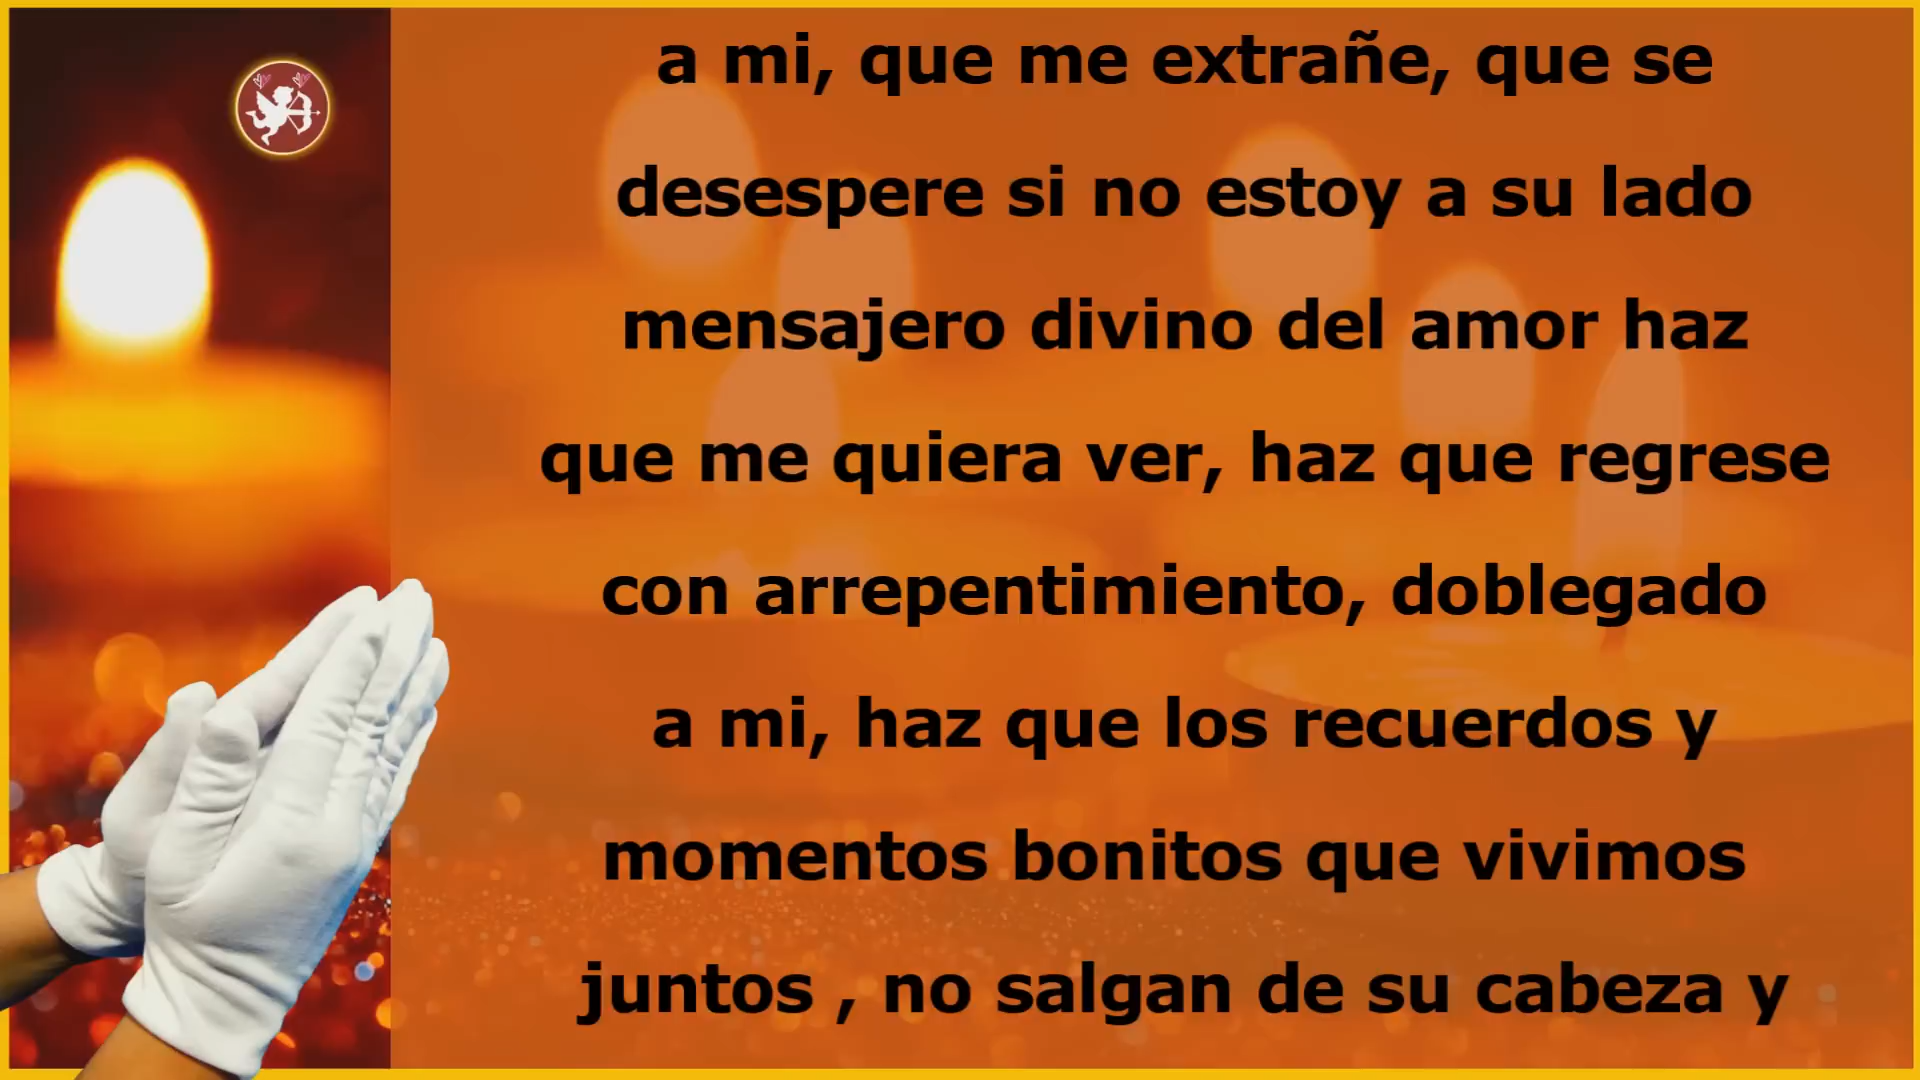 a mi, que me extrañe, que se
desespere si no estoy a su lado
mensajero divino del amor haz
que me quiera ver, haz que regrese
con arrepentimiento, doblegado
a mi, haz que los recuerdos y
momentos bonitos que vivimos
juntos , no salgan de su cabeza y